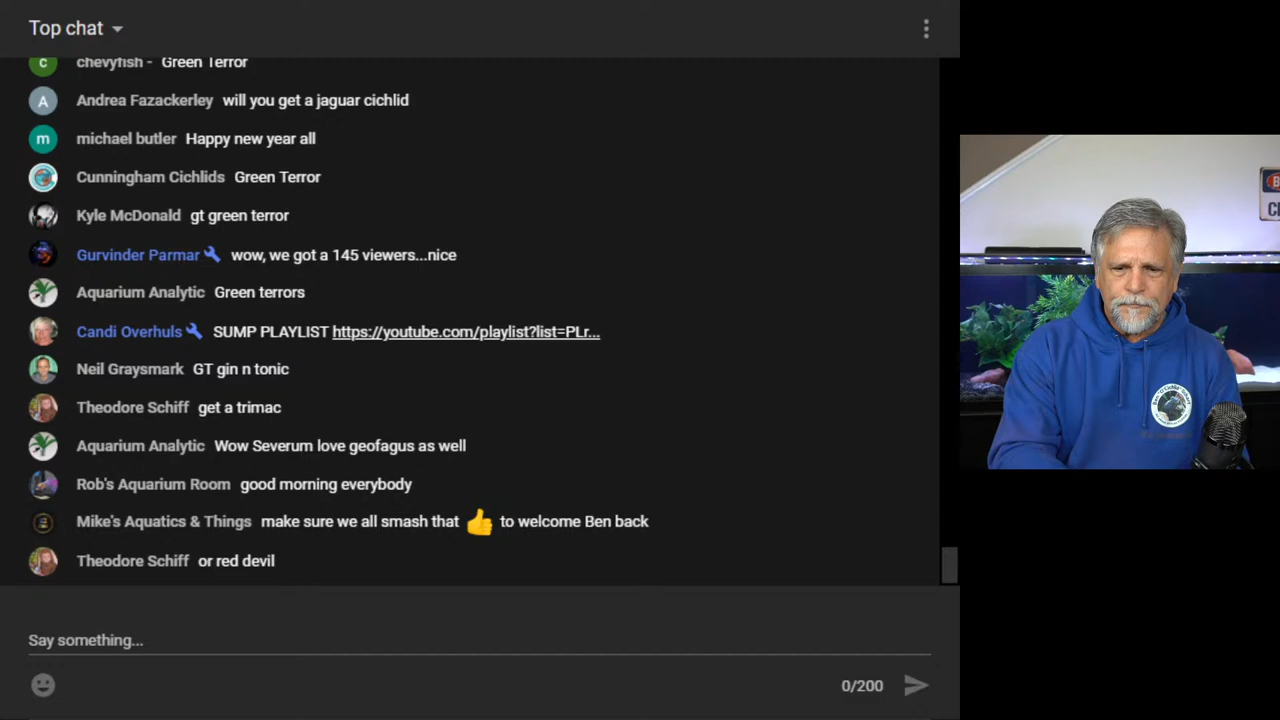 Top chat
c chevyfish - Green Terror
A Andrea Fazackerley will you get a jaguar cichlid
m michael butler Happy new year all
Cunningham Cichlids Green Terror
Kyle McDonald gt green terror
Gurvinder Parmar wow, we got a 145 viewers...nice
Aquarium Analytic Green terrors
Candi Overhuls SUMP PLAYLIST https://youtube.com/playlist?list=PLr...
Neil Graysmark GT gin n tonic
Theodore Schiff get a trimac
Aquarium Analytic Wow Severum love geofagus as well
Rob's Aquarium Room good morning everybody
Mike's Aquatics & Things make sure we all smash that 👍 to welcome Ben back
Theodore Schiff or red devil
Say something...
0/200